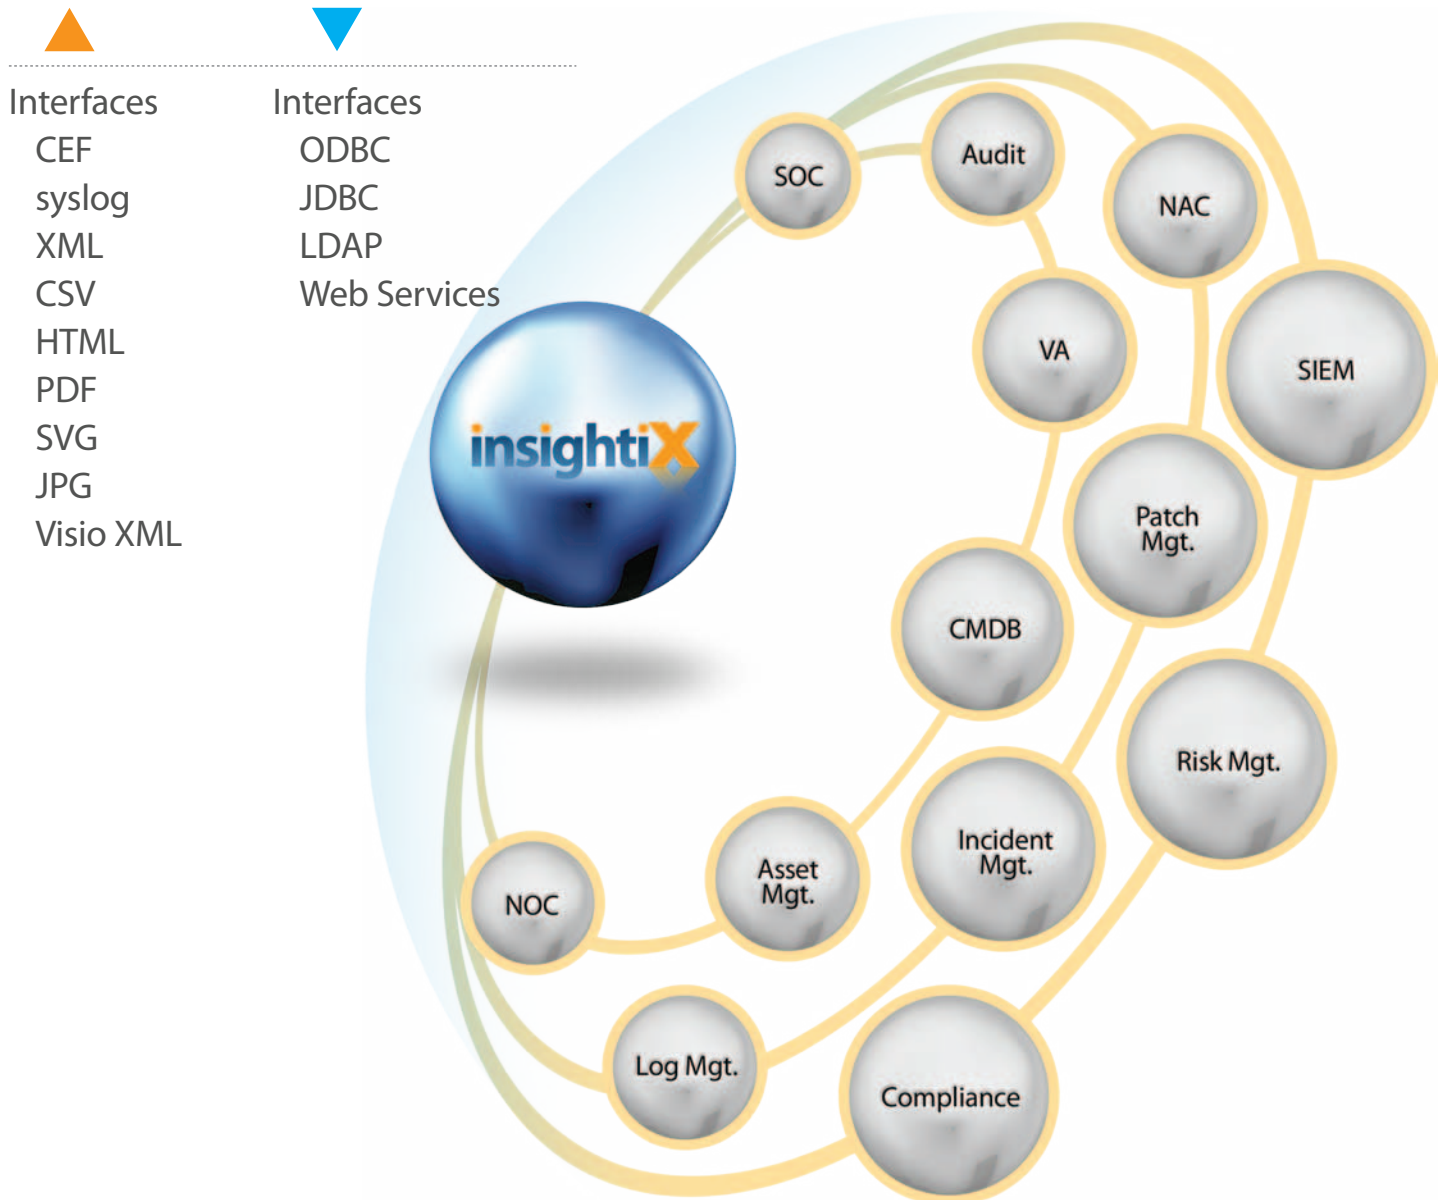 Interfaces
CEF
syslog
XML
CSV
HTML
PDF
SVG
JPG
Visio XML
Interfaces
ODBC
JDBC
LDAP
Web Services
insightiX
SOC
Audit
NAC
VA
SIEM
Patch
Mgt.
CMDB
Risk Mgt.
Incident
Mgt.
Asset
Mgt.
NOC
Log Mgt.
Compliance